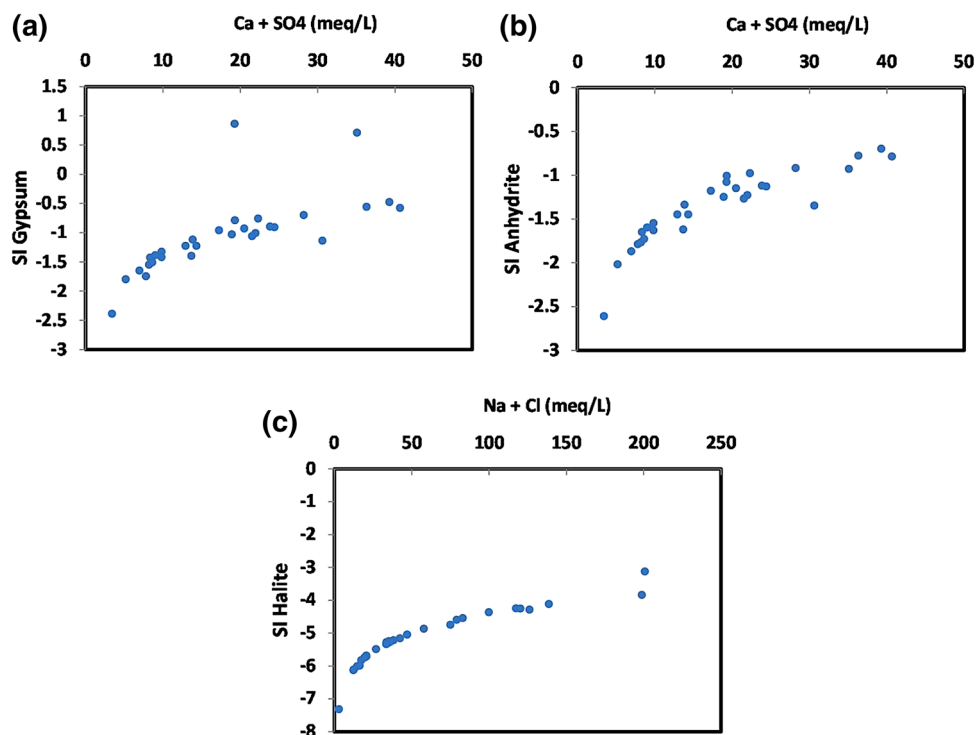 (a)
Ca + SO4 (meq/L)
0 10 20 30 40 50
1.5
1
0.5
0
-0.5
-1
-1.5
-2
-2.5
-3
SI Gypsum
(b)
Ca + SO4 (meq/L)
0 10 20 30 40 50
0
-0.5
-1
-1.5
-2
-2.5
-3
SI Anhydrite
(c)
Na + Cl (meq/L)
0 50 100 150 200 250
0
-1
-2
-3
-4
-5
-6
-7
-8
SI Halite